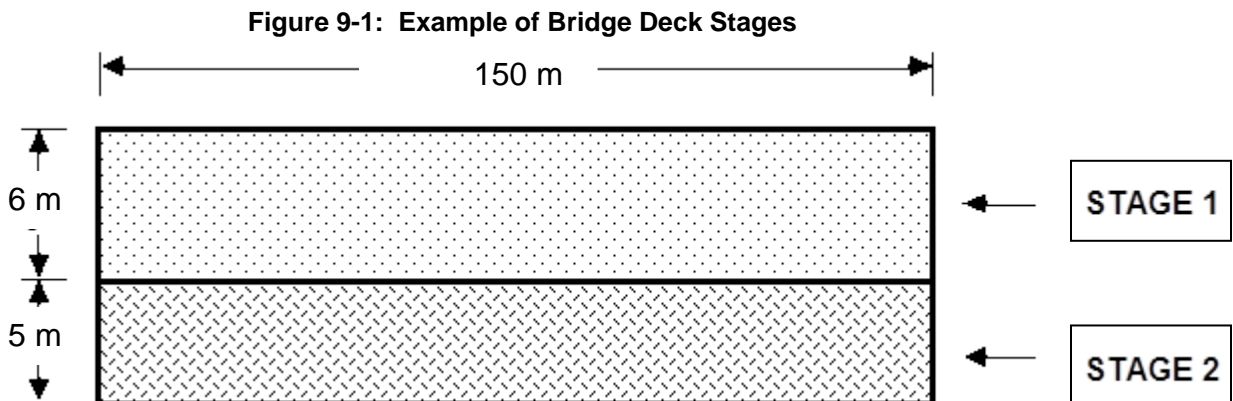 Figure 9-1: Example of Bridge Deck Stages
150 m
6 m
STAGE 1
5 m
STAGE 2